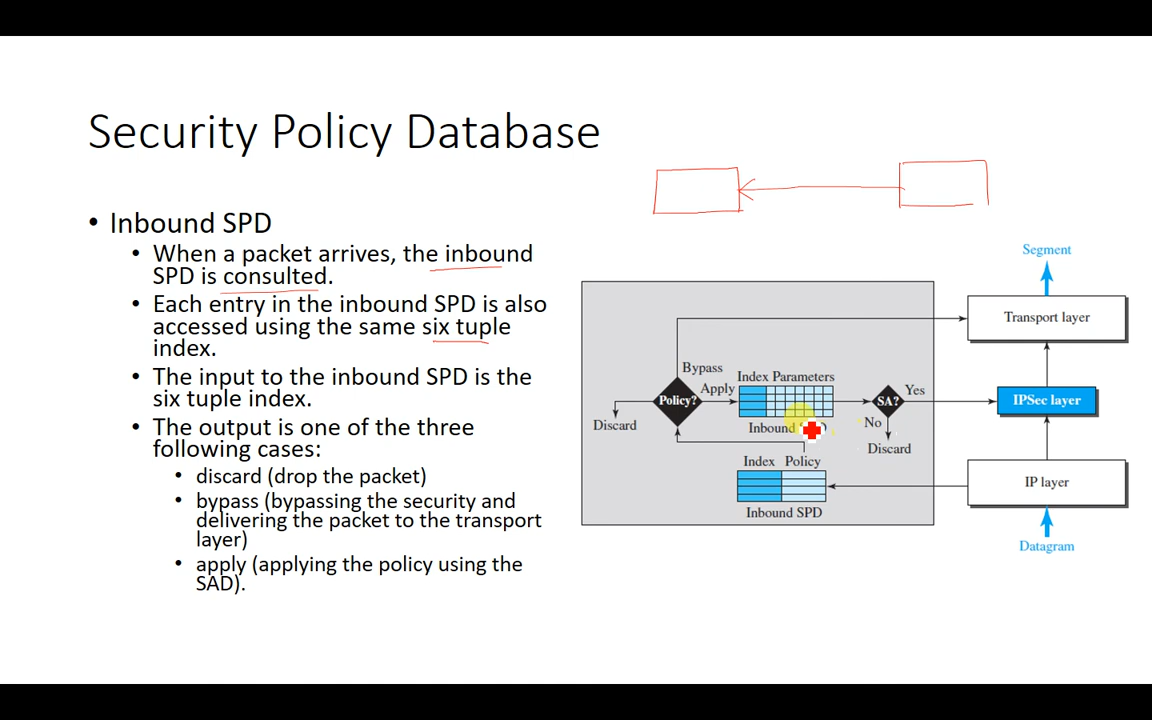 Security Policy Database
• Inbound SPD
• When a packet arrives, the inbound
SPD is consulted.
• Each entry in the inbound SPD is also
accessed using the same six tuple
index.
• The input to the inbound SPD is the
six tuple index.
• The output is one of the three
following cases:
• discard (drop the packet)
• bypass (bypassing the security and
delivering the packet to the transport
layer)
• apply (applying the policy using the
SAD).
Segment
Transport layer
Bypass
Index Parameters
Apply
Policy?
SA?
Yes
IPSec layer
Discard
Inbound
No
Discard
Index Policy
IP layer
Inbound SPD
Datagram